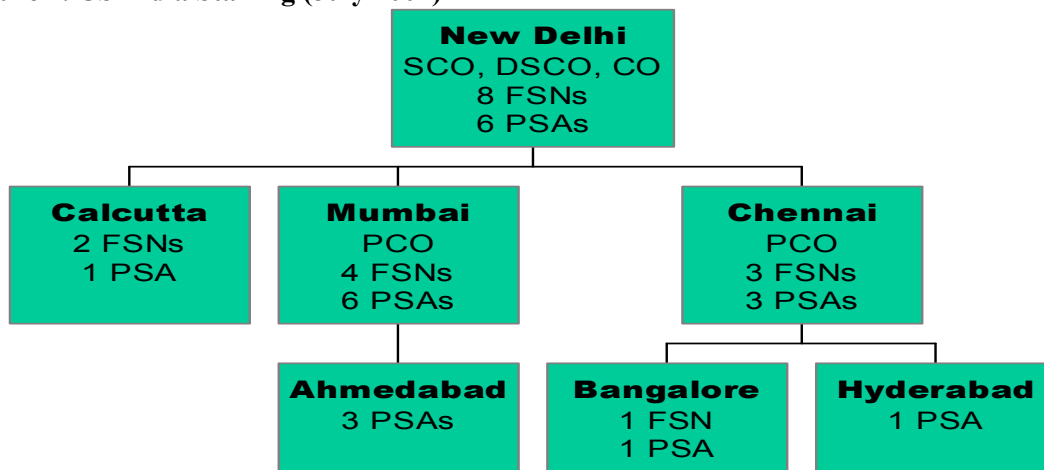 New Delhi
SCO, DSCO, CO
8 FSNs
6 PSAs
Calcutta
2 FSNs
1 PSA
Mumbai
PCO
4 FSNs
6 PSAs
Chennai
PCO
3 FSNs
3 PSAs
Ahmedabad
3 PSAs
Bangalore
1 FSN
1 PSA
Hyderabad
1 PSA